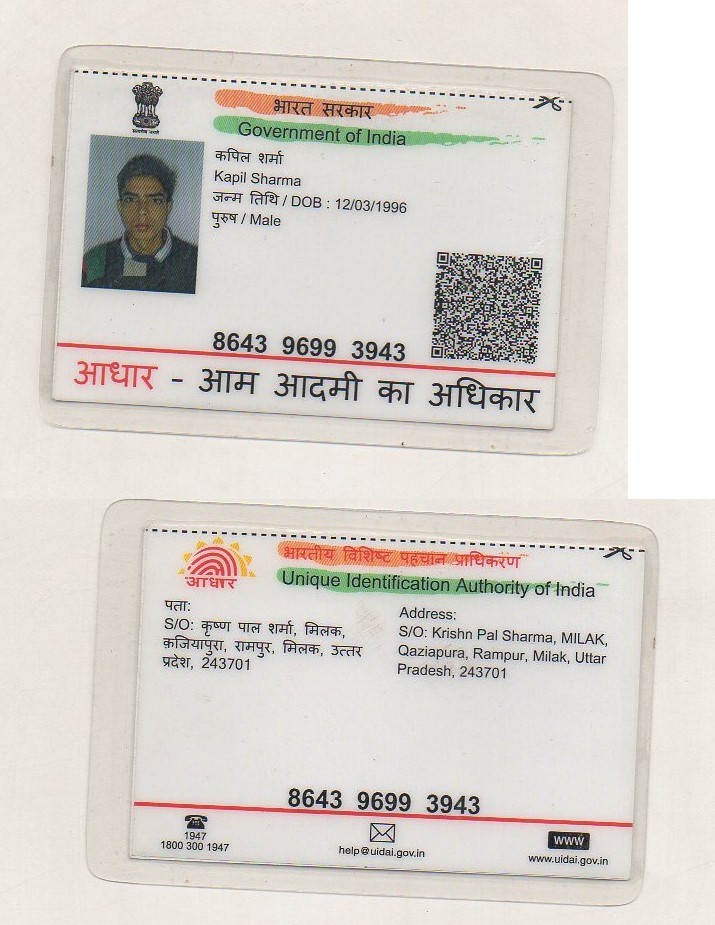 भारत सरकार
Government of India
कपिल शर्मा
Kapil Sharma
जन्म तिथि / DOB : 12/03/1996
पुरुष / Male
8643 9699 3943
आधार - आम आदमी का अधिकार
आधार
भारतीय विशिष्ट पहचान प्राधिकरण
Unique Identification Authority of India
पता:
S/O: कृष्ण पाल शर्मा, मिलक,
क़जियापुरा, रामपुर, मिलक, उत्तर
प्रदेश, 243701
Address:
S/O: Krishn Pal Sharma, MILAK,
Qaziapura, Rampur, Milak, Uttar
Pradesh, 243701
8643 9699 3943
1947
1800 300 1947
help@uidai.gov.in
www
www.uidai.gov.in